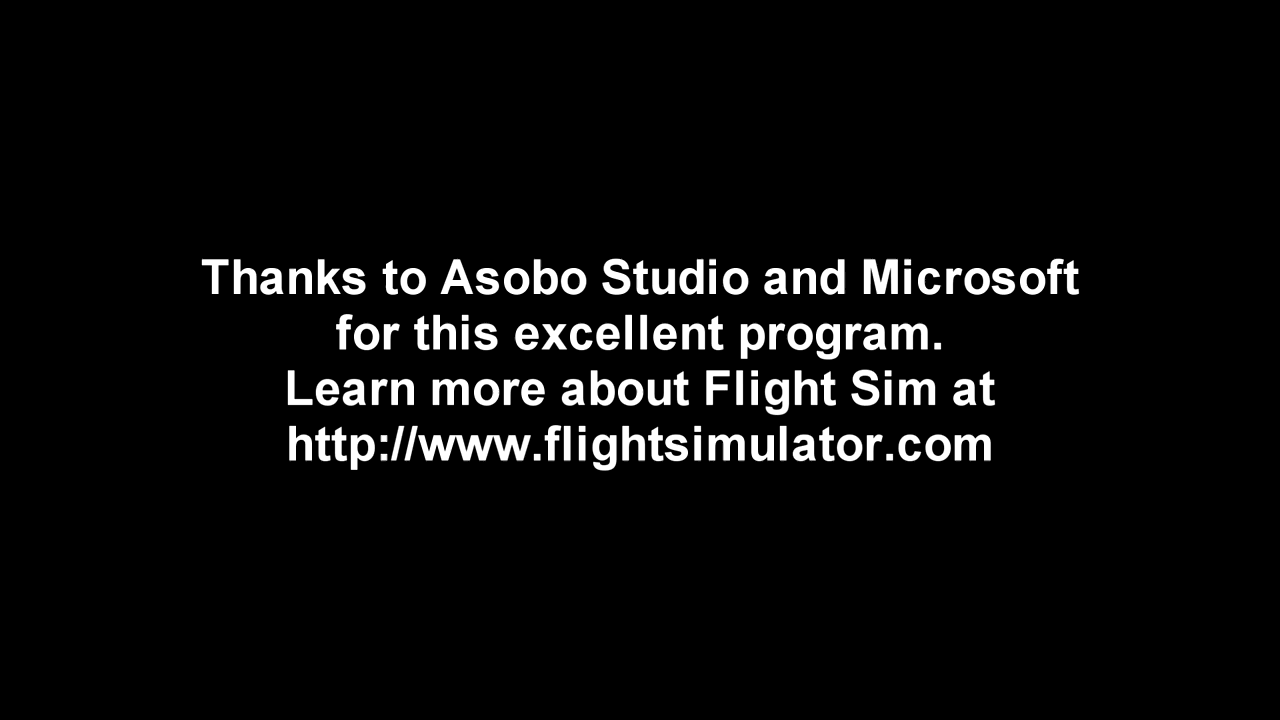 Thanks to Asobo Studio and Microsoft
for this excellent program.
Learn more about Flight Sim at
http://www.flightsimulator.com